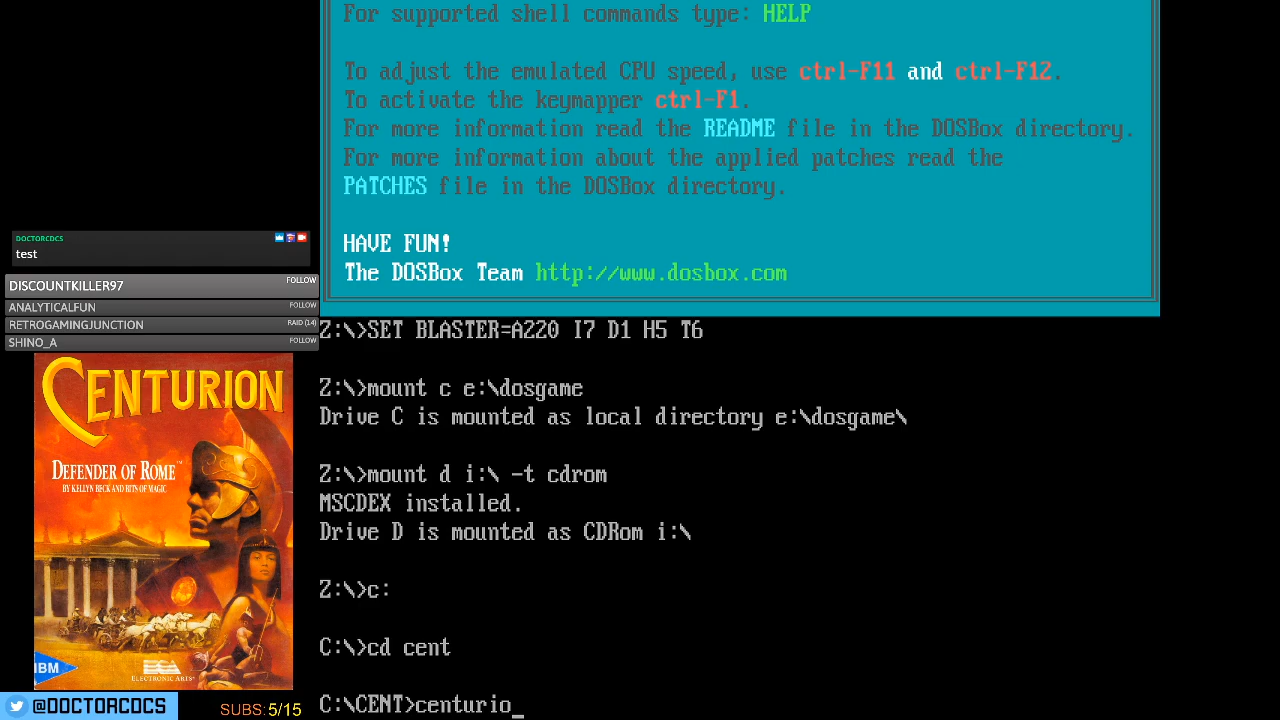 For supported shell commands type: HELP
To adjust the emulated CPU speed, use ctrl-F11 and ctrl-F12.
To activate the keymapper ctrl-F1.
For more information read the README file in the DOSBox directory.
For more information about the applied patches read the
PATCHES file in the DOSBox directory.
HAVE FUN!
The DOSBox Team http://www.dosbox.com
DOCTORCDCS
test
DISCOUNTKILLER97 FOLLOW
ANALYTICALFUN FOLLOW
RETROGAMINGJUNCTION RAID (14)
SHINO_A FOLLOW
CENTURION
DEFENDER OF ROME™
BY KELLYN BECK AND BITS OF MAGIC
IBM
ELECTRONIC ARTS®
@DOCTORCDCS
SUBS: 5/15
Z:\>SET BLASTER=A220 I7 D1 H5 T6
Z:\>mount c e:\dosgame
Drive C is mounted as local directory e:\dosgame\
Z:\>mount d i:\ -t cdrom
MSCDEX installed.
Drive D is mounted as CDRom i:\
Z:\>c:
C:\>cd cent
C:\CENT>centurio_